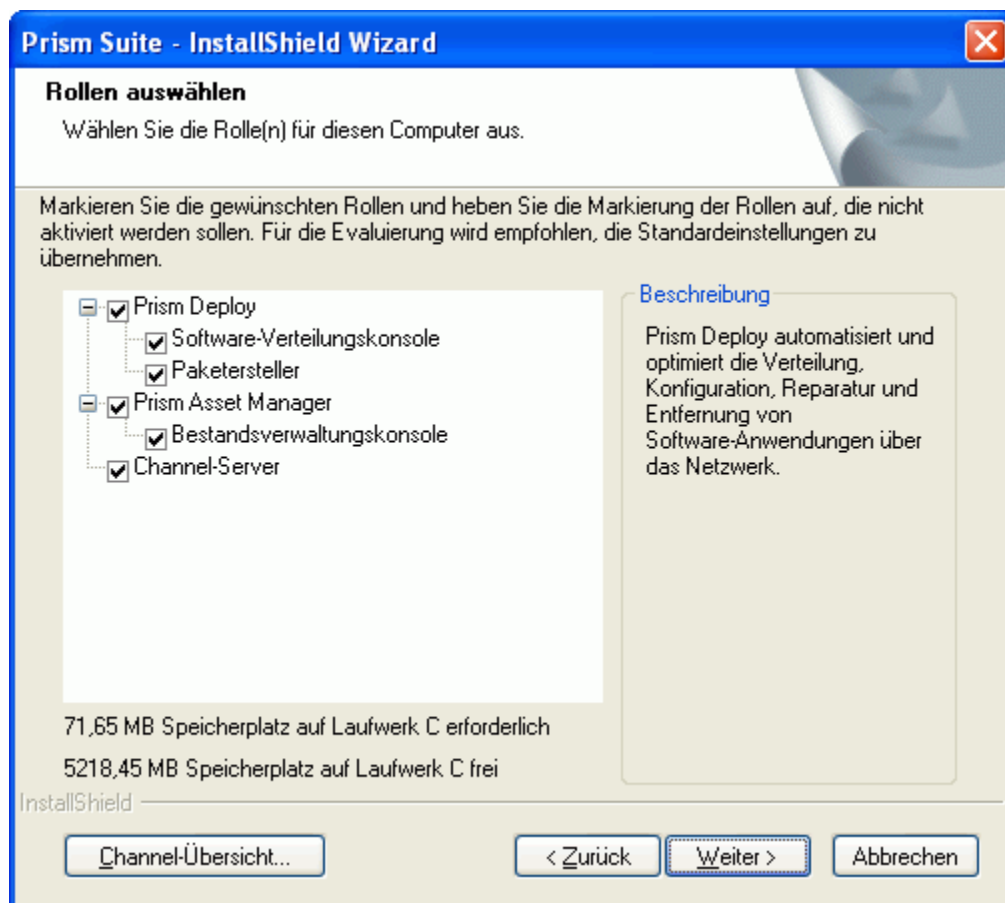 Prism Suite - InstallShield Wizard
Rollen auswählen
Wählen Sie die Rolle(n) für diesen Computer aus.
Markieren Sie die gewünschten Rollen und heben Sie die Markierung der Rollen auf, die nicht
aktiviert werden sollen. Für die Evaluierung wird empfohlen, die Standardeinstellungen zu
übernehmen.
Prism Deploy
Software-Verteilungskonsole
Paketersteller
Prism Asset Manager
Bestandsverwaltungskonsole
Channel-Server
Beschreibung
Prism Deploy automatisiert und
optimiert die Verteilung,
Konfiguration, Reparatur und
Entfernung von
Software-Anwendungen über
das Netzwerk.
71,65 MB Speicherplatz auf Laufwerk C erforderlich
5218,45 MB Speicherplatz auf Laufwerk C frei
InstallShield
Channel-Übersicht...
< Zurück
Weiter >
Abbrechen